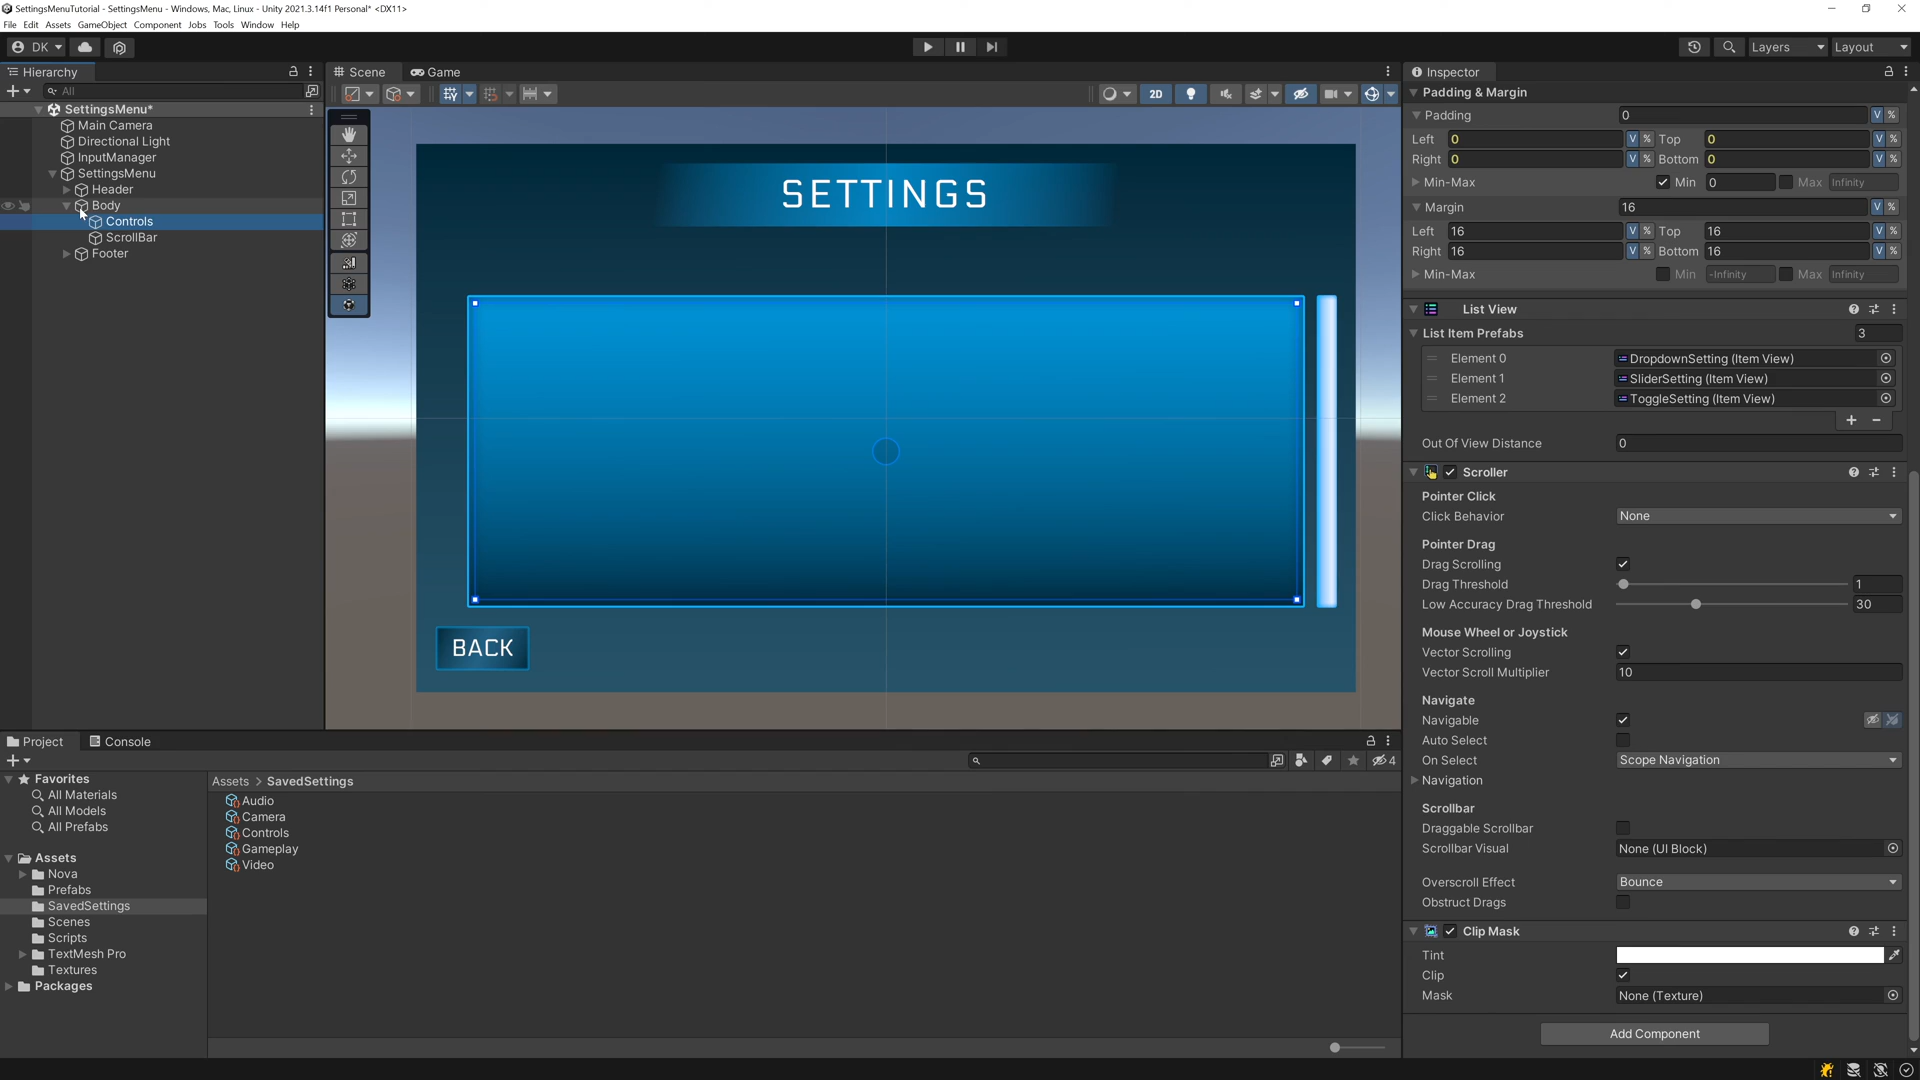 SettingsMenuTutorial - SettingsMenu - Windows, Mac, Linux - Unity 2021.3.14f1 Personal* <DX11>
File Edit Assets GameObject Component Jobs Tools Window Help
DK Layers Layout
Hierarchy
All
SettingsMenu*
Main Camera
Directional Light
InputManager
SettingsMenu
Header
Body
Controls
ScrollBar
Footer
Scene Game
2D
SETTINGS
BACK
Project Console
4
Favorites
All Materials
All Models
All Prefabs
Assets
Nova
Prefabs
SavedSettings
Scenes
Scripts
TextMesh Pro
Textures
Packages
Assets > SavedSettings
Audio
Camera
Controls
Gameplay
Video
Inspector
Padding & Margin
Padding 0 V %
Left 0 V % Top 0 V %
Right 0 V % Bottom 0 V %
Min-Max Min 0 Max Infinity
Margin 16 V %
Left 16 V % Top 16 V %
Right 16 V % Bottom 16 V %
Min-Max Min -Infinity Max Infinity
List View
List Item Prefabs 3
Element 0 DropdownSetting (Item View)
Element 1 SliderSetting (Item View)
Element 2 ToggleSetting (Item View)
Out Of View Distance 0
Scroller
Pointer Click
Click Behavior None
Pointer Drag
Drag Scrolling
Drag Threshold 1
Low Accuracy Drag Threshold 30
Mouse Wheel or Joystick
Vector Scrolling
Vector Scroll Multiplier 10
Navigate
Navigable
Auto Select
On Select Scope Navigation
Navigation
Scrollbar
Draggable Scrollbar
Scrollbar Visual None (UI Block)
Overscroll Effect Bounce
Obstruct Drags
Clip Mask
Tint
Clip
Mask None (Texture)
Add Component